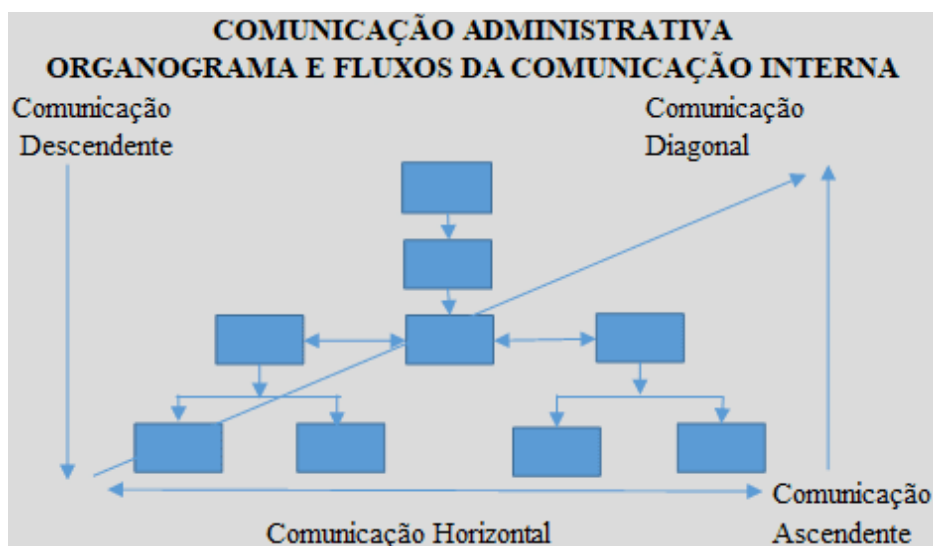 COMUNICAÇÃO ADMINISTRATIVA
ORGANOGRAMA E FLUXOS DA COMUNICAÇÃO INTERNA
Comunicação
Descendente
Comunicação
Diagonal
Comunicação Horizontal
Comunicação
Ascendente